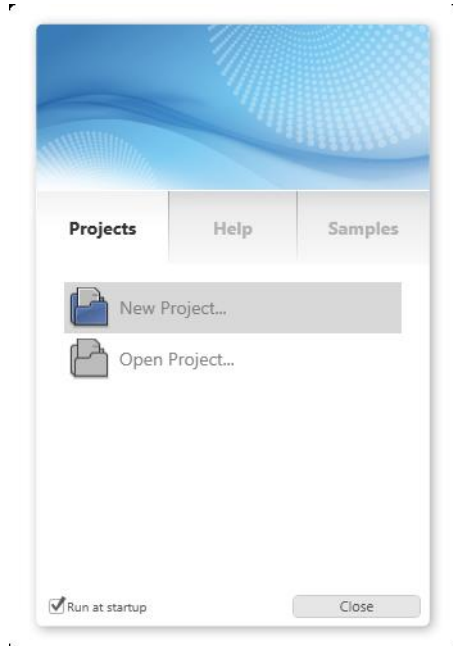 Projects Help Samples
New Project...
Open Project...
Run at startup Close